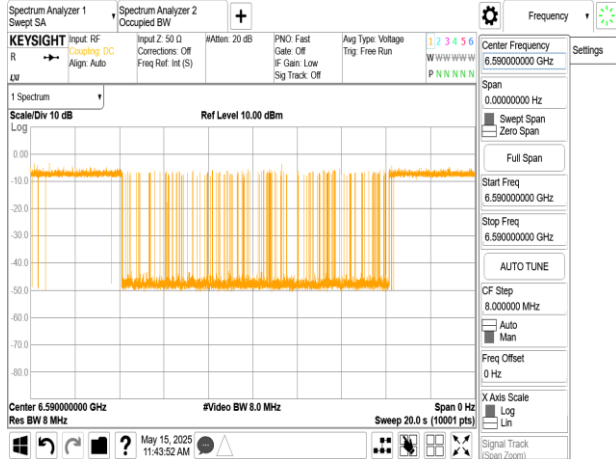 Spectrum Analyzer 1
Swept SA
Spectrum Analyzer 2
Occupied BW
+
Frequency
Settings
KEYSIGHT
R
LXI
Input: RF
Coupling: DC
Align: Auto
Input Z: 50 Ω
Corrections: Off
Freq Ref: Int (S)
#Atten: 20 dB
PNO: Fast
Gate: Off
IF Gain: Low
Sig Track: Off
Avg Type: Voltage
Trig: Free Run
1 2 3 4 5 6
W W W W W W
P N N N N N
1 Spectrum
Scale/Div 10 dB
Ref Level 10.00 dBm
Log
0.00
-10.0
-20.0
-30.0
-40.0
-50.0
-60.0
-70.0
-80.0
Center 6.590000000 GHz
#Video BW 8.0 MHz
Span 0 Hz
Res BW 8 MHz
Sweep 20.0 s (10001 pts)
May 15, 2025
11:43:52 AM
Center Frequency
6.590000000 GHz
Span
0.00000000 Hz
Swept Span
Zero Span
Full Span
Start Freq
6.590000000 GHz
Stop Freq
6.590000000 GHz
AUTO TUNE
CF Step
8.000000 MHz
Auto
Man
Freq Offset
0 Hz
X Axis Scale
Log
Lin
Signal Track
(Span Zoom)